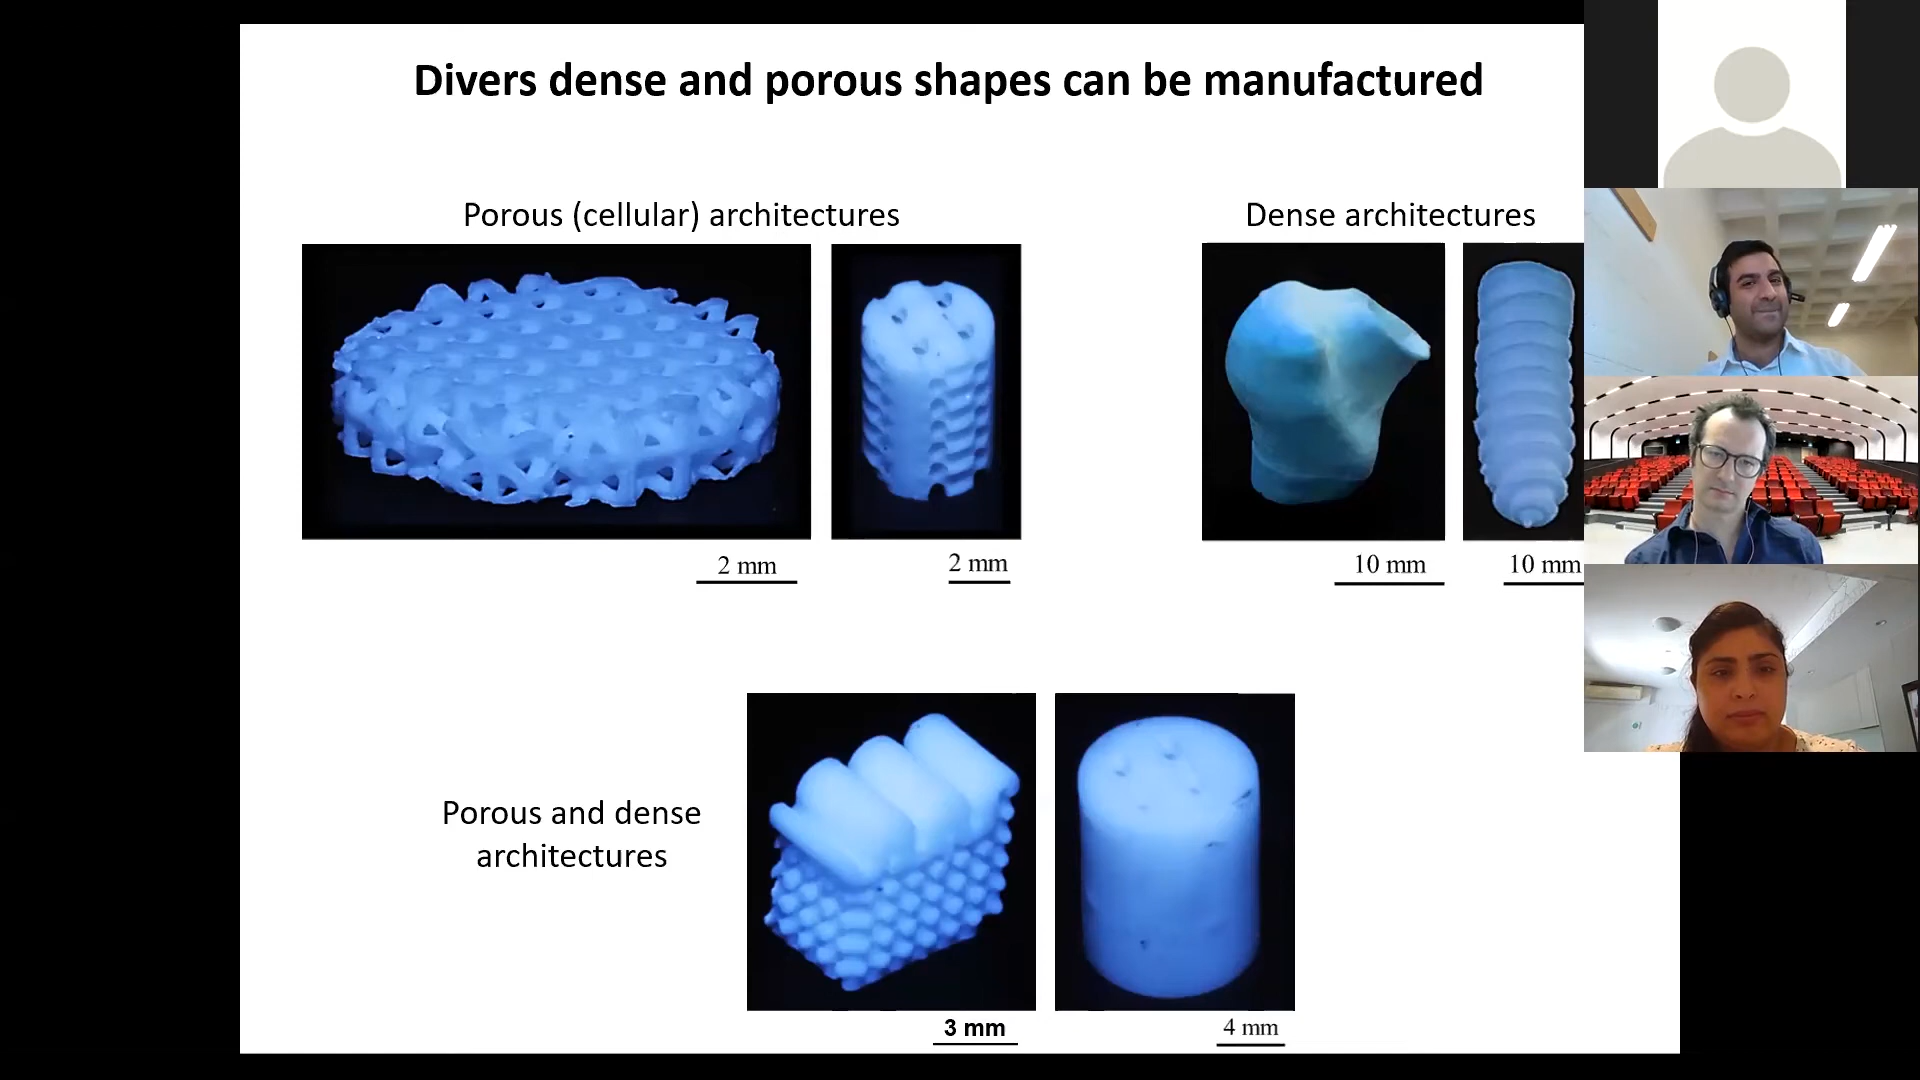 Divers dense and porous shapes can be manufactured
Porous (cellular) architectures
Dense architectures
2 mm
2 mm
10 mm
10 mm
Porous and dense
architectures
3 mm
4 mm